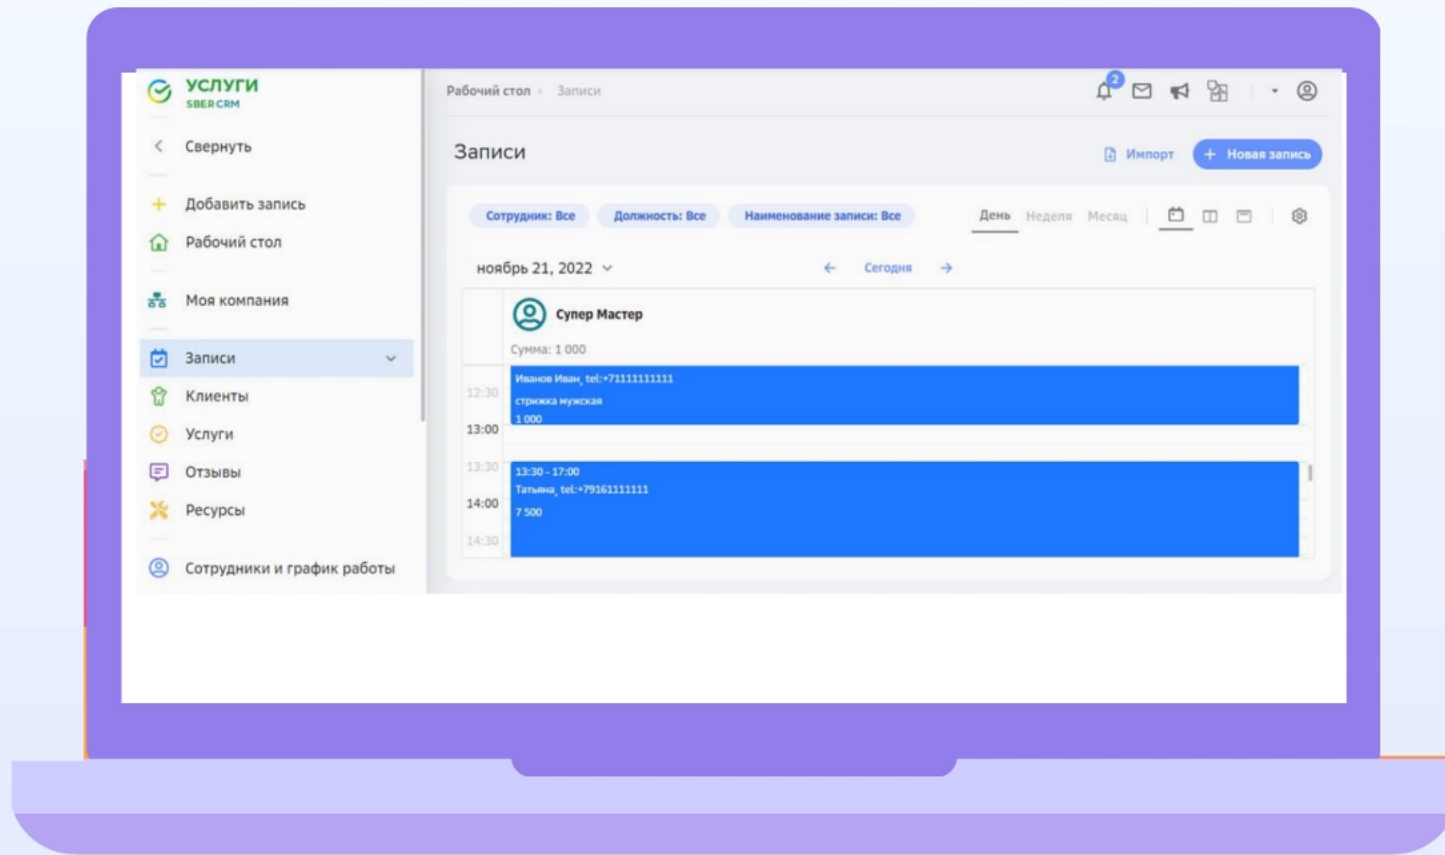 УСЛУГИ
SBER CRM
Свернуть
Добавить запись
Рабочий стол
Моя компания
Записи
Клиенты
Услуги
Отзывы
Ресурсы
Сотрудники и график работы
Рабочий стол Записи
2
Записи
Импорт
+ Новая запись
Сотрудник: Все Должность: Все Наименование записи: Все
День Неделя Месяц
ноябрь 21, 2022
← Сегодня →
Супер Мастер
Сумма: 1 000
12:30
13:00
13:30
14:00
14:30
Иванов Иван, tel:+71111111111
стрижка мужская
1 000
13:30 - 17:00
Татьяна, tel:+79161111111
7 500